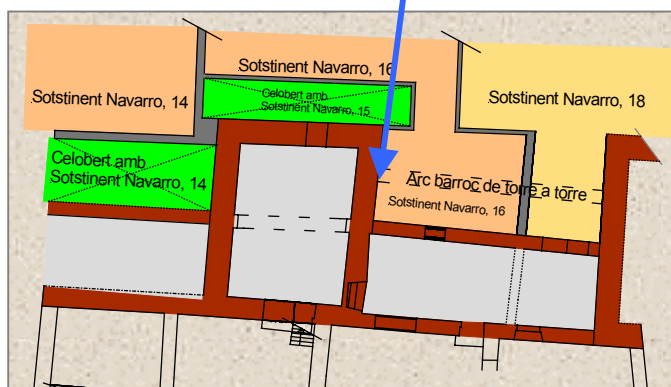 Sotstinent Navarro, 16
Sotstinent Navarro, 14
Celobert amb
Sotstinent Navarro, 15
Sotstinent Navarro, 18
Celobert amb
Sotstinent Navarro, 14
Arc barroc de torre a torre
Sotstinent Navarro, 16